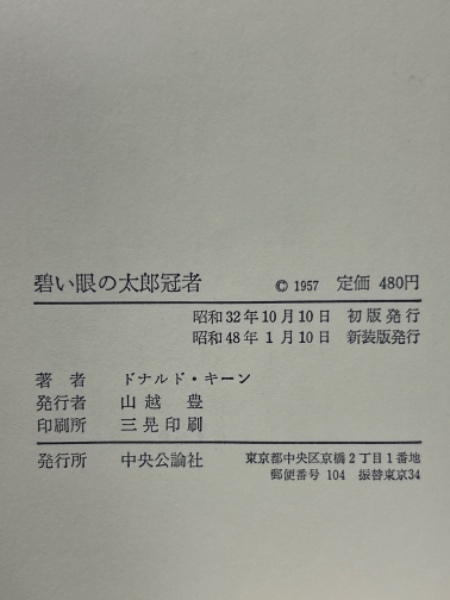 碧い眼の太郎冠者 © 1957 定価 480円
昭和32年10月10日 初版発行
昭和48年1月10日 新装版発行
著者 ドナルド・キーン
発行者 山越豊
印刷所 三晃印刷
発行所 中央公論社 東京都中央区京橋2丁目1番地
郵便番号 104 振替東京34